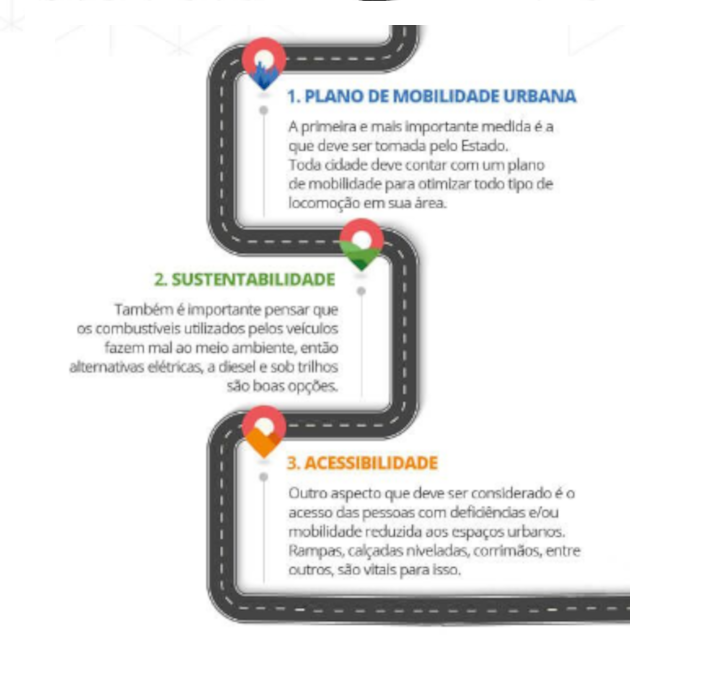 1. PLANO DE MOBILIDADE URBANA
A primeira e mais importante medida é a
que deve ser tomada pelo Estado.
Toda cidade deve contar com um plano
de mobilidade para otimizar todo tipo de
locomoção em sua área.
2. SUSTENTABILIDADE
Também é importante pensar que
os combustíveis utilizados pelos veículos
fazem mal ao meio ambiente, então
alternativas elétricas, a diesel e sob trilhos
são boas opções.
3. ACESSIBILIDADE
Outro aspecto que deve ser considerado é o
acesso das pessoas com deficiências e/ou
mobilidade reduzida aos espaços urbanos.
Rampas, calçadas niveladas, corrimãos, entre
outros, são vitais para isso.